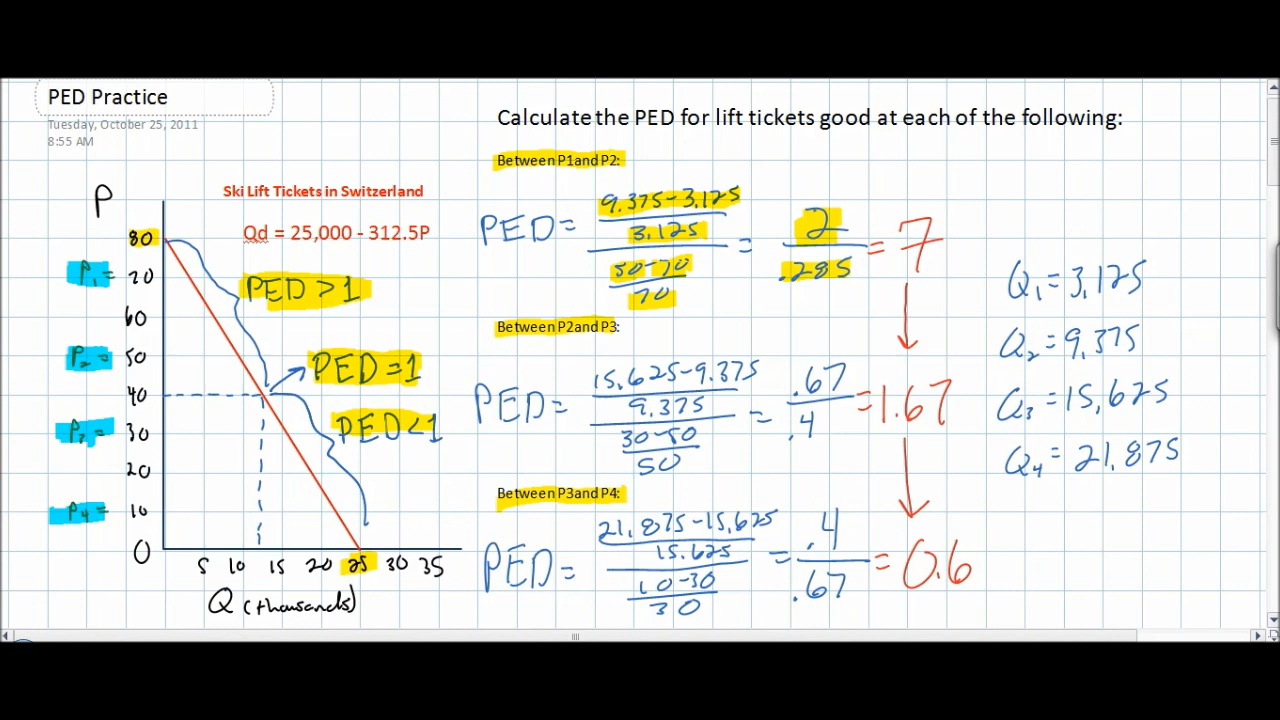 PED Practice
Tuesday, October 25, 2011
8:55 AM
Calculate the PED for lift tickets good at each of the following:
Ski Lift Tickets in Switzerland
Qd = 25,000 - 312.5P
P
80
P1= 70
60
P2= 50
40
P3= 30
20
P4= 10
0
5 10 15 20 25 30 35
Q (thousands)
PED > 1
PED = 1
PED < 1
Between P1and P2:
9.375-3.125
3.125
PED = = 2 = 7
50-70 .285
70
Between P2and P3:
15.625-9.375
9.375
PED = = .67 =1.67
30-50 .4
50
Between P3and P4:
21,875-15,625
15.625
PED = = .4 = 0.6
10-30 .67
30
Q1 = 3,125
Q2 = 9,375
Q3 = 15,625
Q4 = 21,875